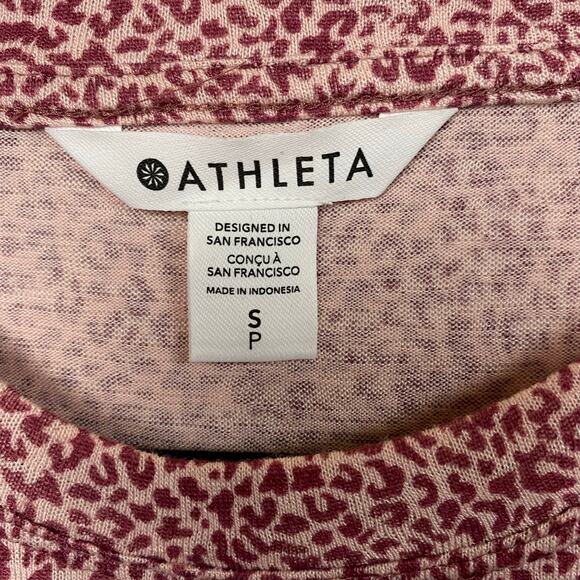 ATHLETA
DESIGNED IN
SAN FRANCISCO
CONÇU À
SAN FRANCISCO
MADE IN INDONESIA
S
P